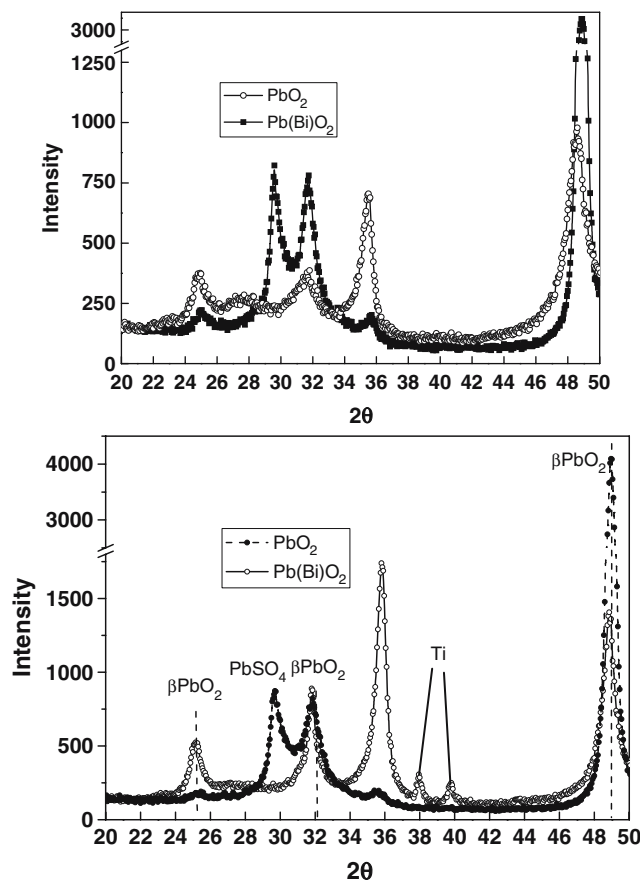 3000
1250
1000
750
500
250
0
Intensity
PbO₂
Pb(Bi)O₂
20 22 24 26 28 30 32 34 36 38 40 42 44 46 48 50
2θ
4000
3000
1500
1000
500
0
Intensity
PbO₂
Pb(Bi)O₂
βPbO₂
PbSO₄
βPbO₂
Ti
βPbO₂
20 22 24 26 28 30 32 34 36 38 40 42 44 46 48 50
2θ